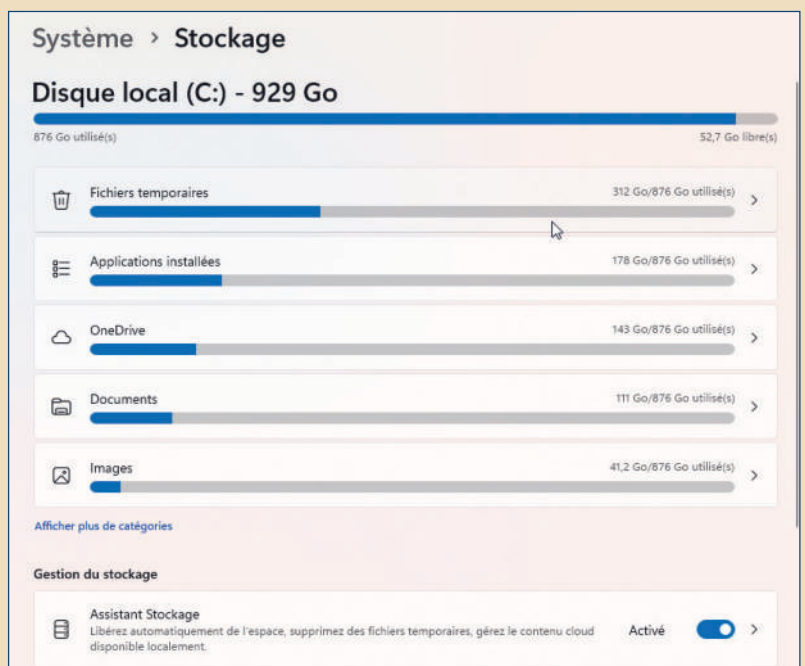 Système > Stockage
Disque local (C:) - 929 Go
876 Go utilisé(s) 52,7 Go libre(s)
Fichiers temporaires 312 Go/876 Go utilisé(s)
Applications installées 178 Go/876 Go utilisé(s)
OneDrive 143 Go/876 Go utilisé(s)
Documents 111 Go/876 Go utilisé(s)
Images 41,2 Go/876 Go utilisé(s)
Afficher plus de catégories
Gestion du stockage
Assistant Stockage
Libérez automatiquement de l'espace, supprimez des fichiers temporaires, gérez le contenu cloud
disponible localement.
Activé